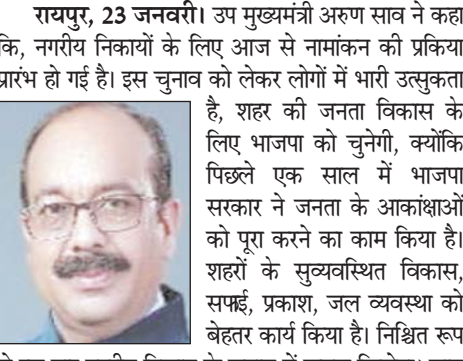 रायपुर, 23 जनवरी। उप मुख्यमंत्री अरुण साव ने कहा
कि, नगरीय निकायों के लिए आज से नामांकन की प्रकिया
प्रारंभ हो गई है। इस चुनाव को लेकर लोगों में भारी उत्सुकता
है, शहर की जनता विकास के
लिए भाजपा को चुनेगी, क्योंकि
पिछले एक साल में भाजपा
सरकार ने जनता के आकांक्षाओं
को पूरा करने का काम किया है।
शहरों के सुव्यवस्थित विकास,
सफाई, प्रकाश, जल व्यवस्था को
बेहतर कार्य किया है। निश्चित रूप